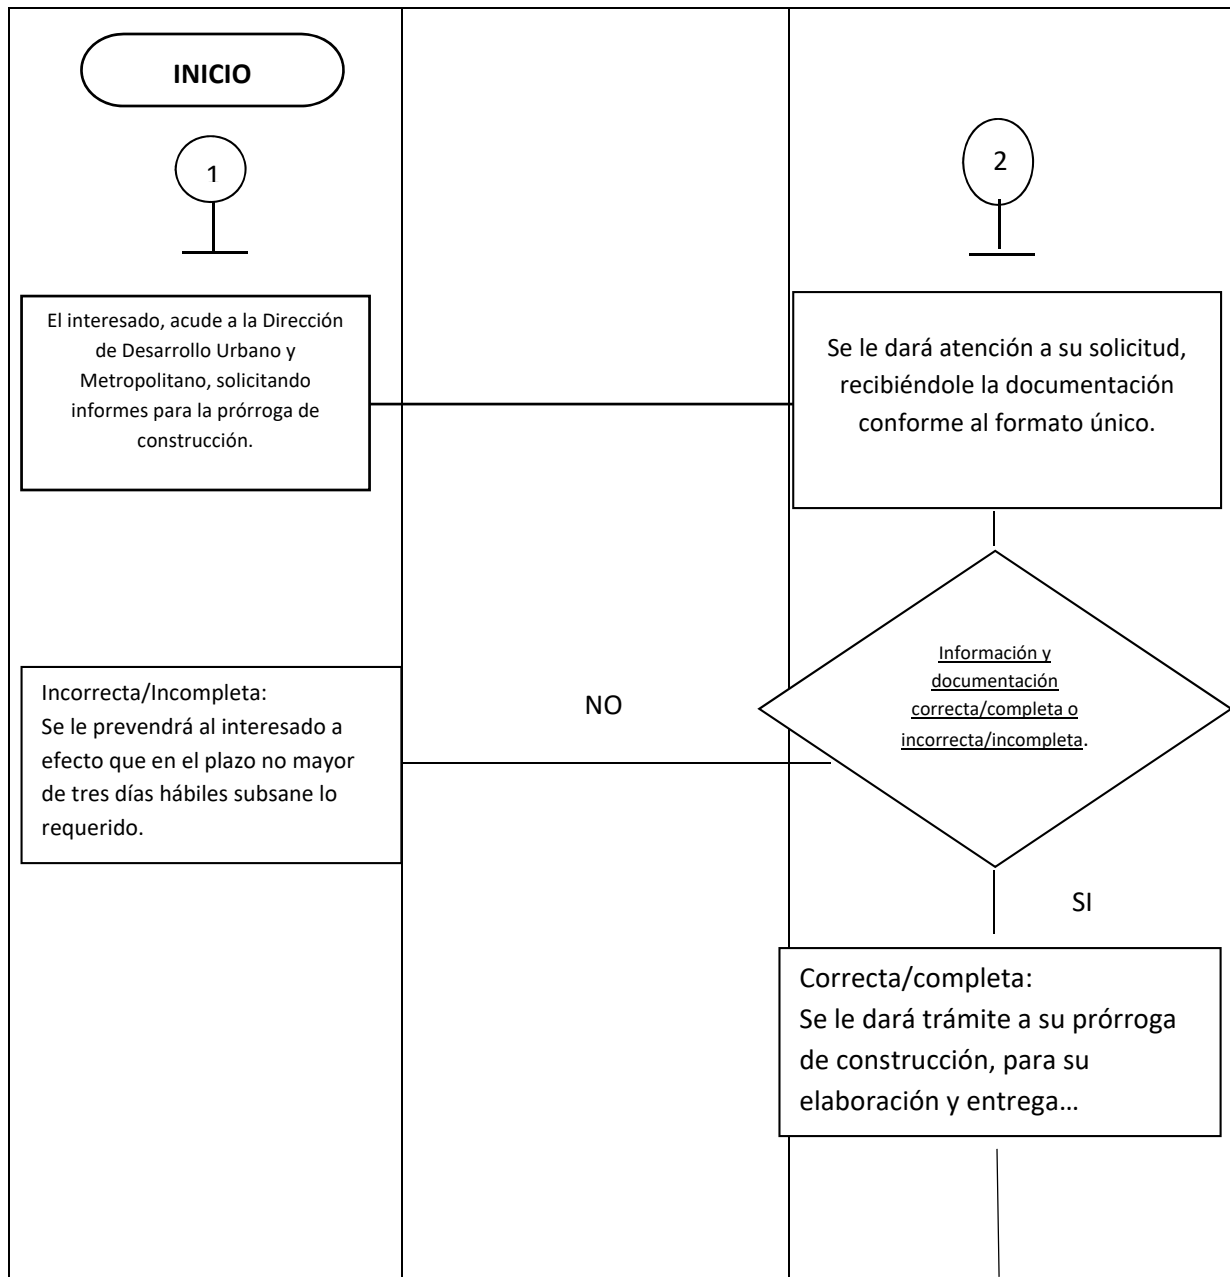 INICIO
1
2
El interesado, acude a la Dirección
de Desarrollo Urbano y
Metropolitano, solicitando
informes para la prórroga de
construcción.
Se le dará atención a su solicitud,
recibiéndole la documentación
conforme al formato único.
Información y
documentación
correcta/completa o
incorrecta/incompleta.
NO
Incorrecta/Incompleta:
Se le prevendrá al interesado a
efecto que en el plazo no mayor
de tres días hábiles subsane lo
requerido.
SI
Correcta/completa:
Se le dará trámite a su prórroga
de construcción, para su
elaboración y entrega…